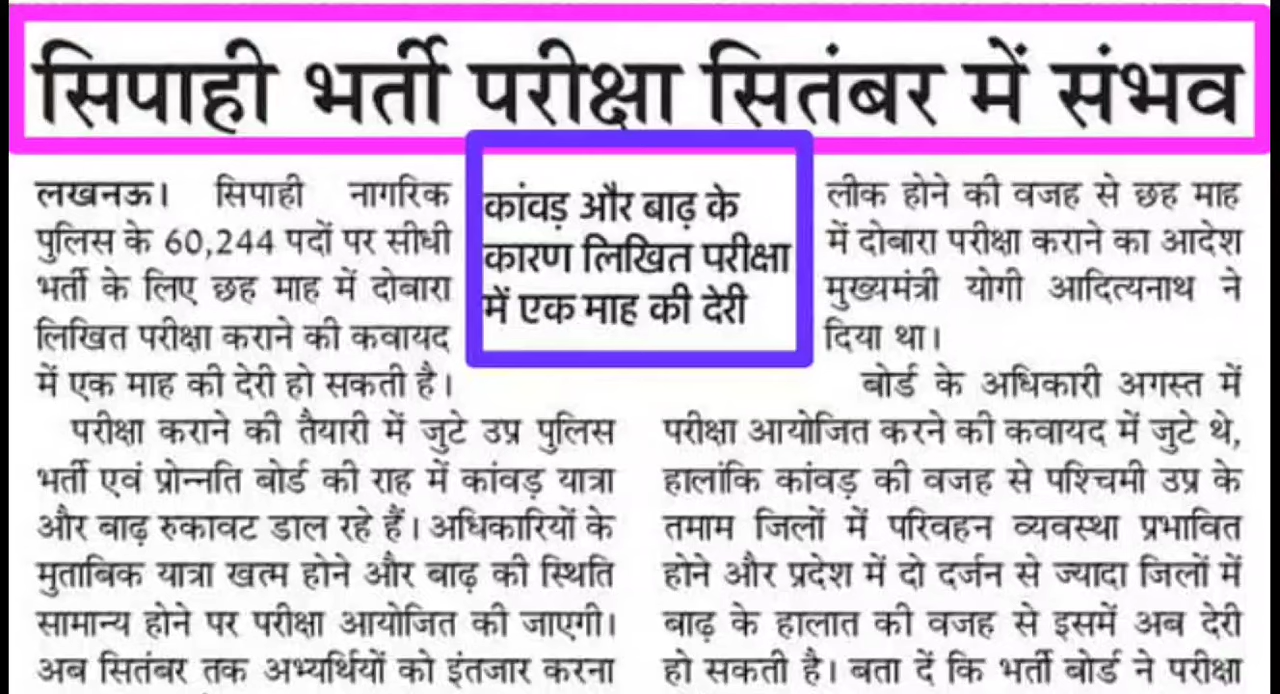 सिपाही भर्ती परीक्षा सितंबर में संभव
लखनऊ। सिपाही नागरिक
पुलिस के 60,244 पदों पर सीधी
भर्ती के लिए छह माह में दोबारा
लिखित परीक्षा कराने की कवायद
में एक माह की देरी हो सकती है।
परीक्षा कराने की तैयारी में जुटे उप्र पुलिस
भर्ती एवं प्रोन्नति बोर्ड की राह में कांवड़ यात्रा
और बाढ़ रुकावट डाल रहे हैं। अधिकारियों के
मुताबिक यात्रा खत्म होने और बाढ़ की स्थिति
सामान्य होने पर परीक्षा आयोजित की जाएगी।
अब सितंबर तक अभ्यर्थियों को इंतजार करना
कांवड़ और बाढ़ के
कारण लिखित परीक्षा
में एक माह की देरी
लीक होने की वजह से छह माह
में दोबारा परीक्षा कराने का आदेश
मुख्यमंत्री योगी आदित्यनाथ ने
दिया था।
बोर्ड के अधिकारी अगस्त में
परीक्षा आयोजित करने की कवायद में जुटे थे,
हालांकि कांवड़ की वजह से पश्चिमी उप्र के
तमाम जिलों में परिवहन व्यवस्था प्रभावित
होने और प्रदेश में दो दर्जन से ज्यादा जिलों में
बाढ़ के हालात की वजह से इसमें अब देरी
हो सकती है। बता दें कि भर्ती बोर्ड ने परीक्षा